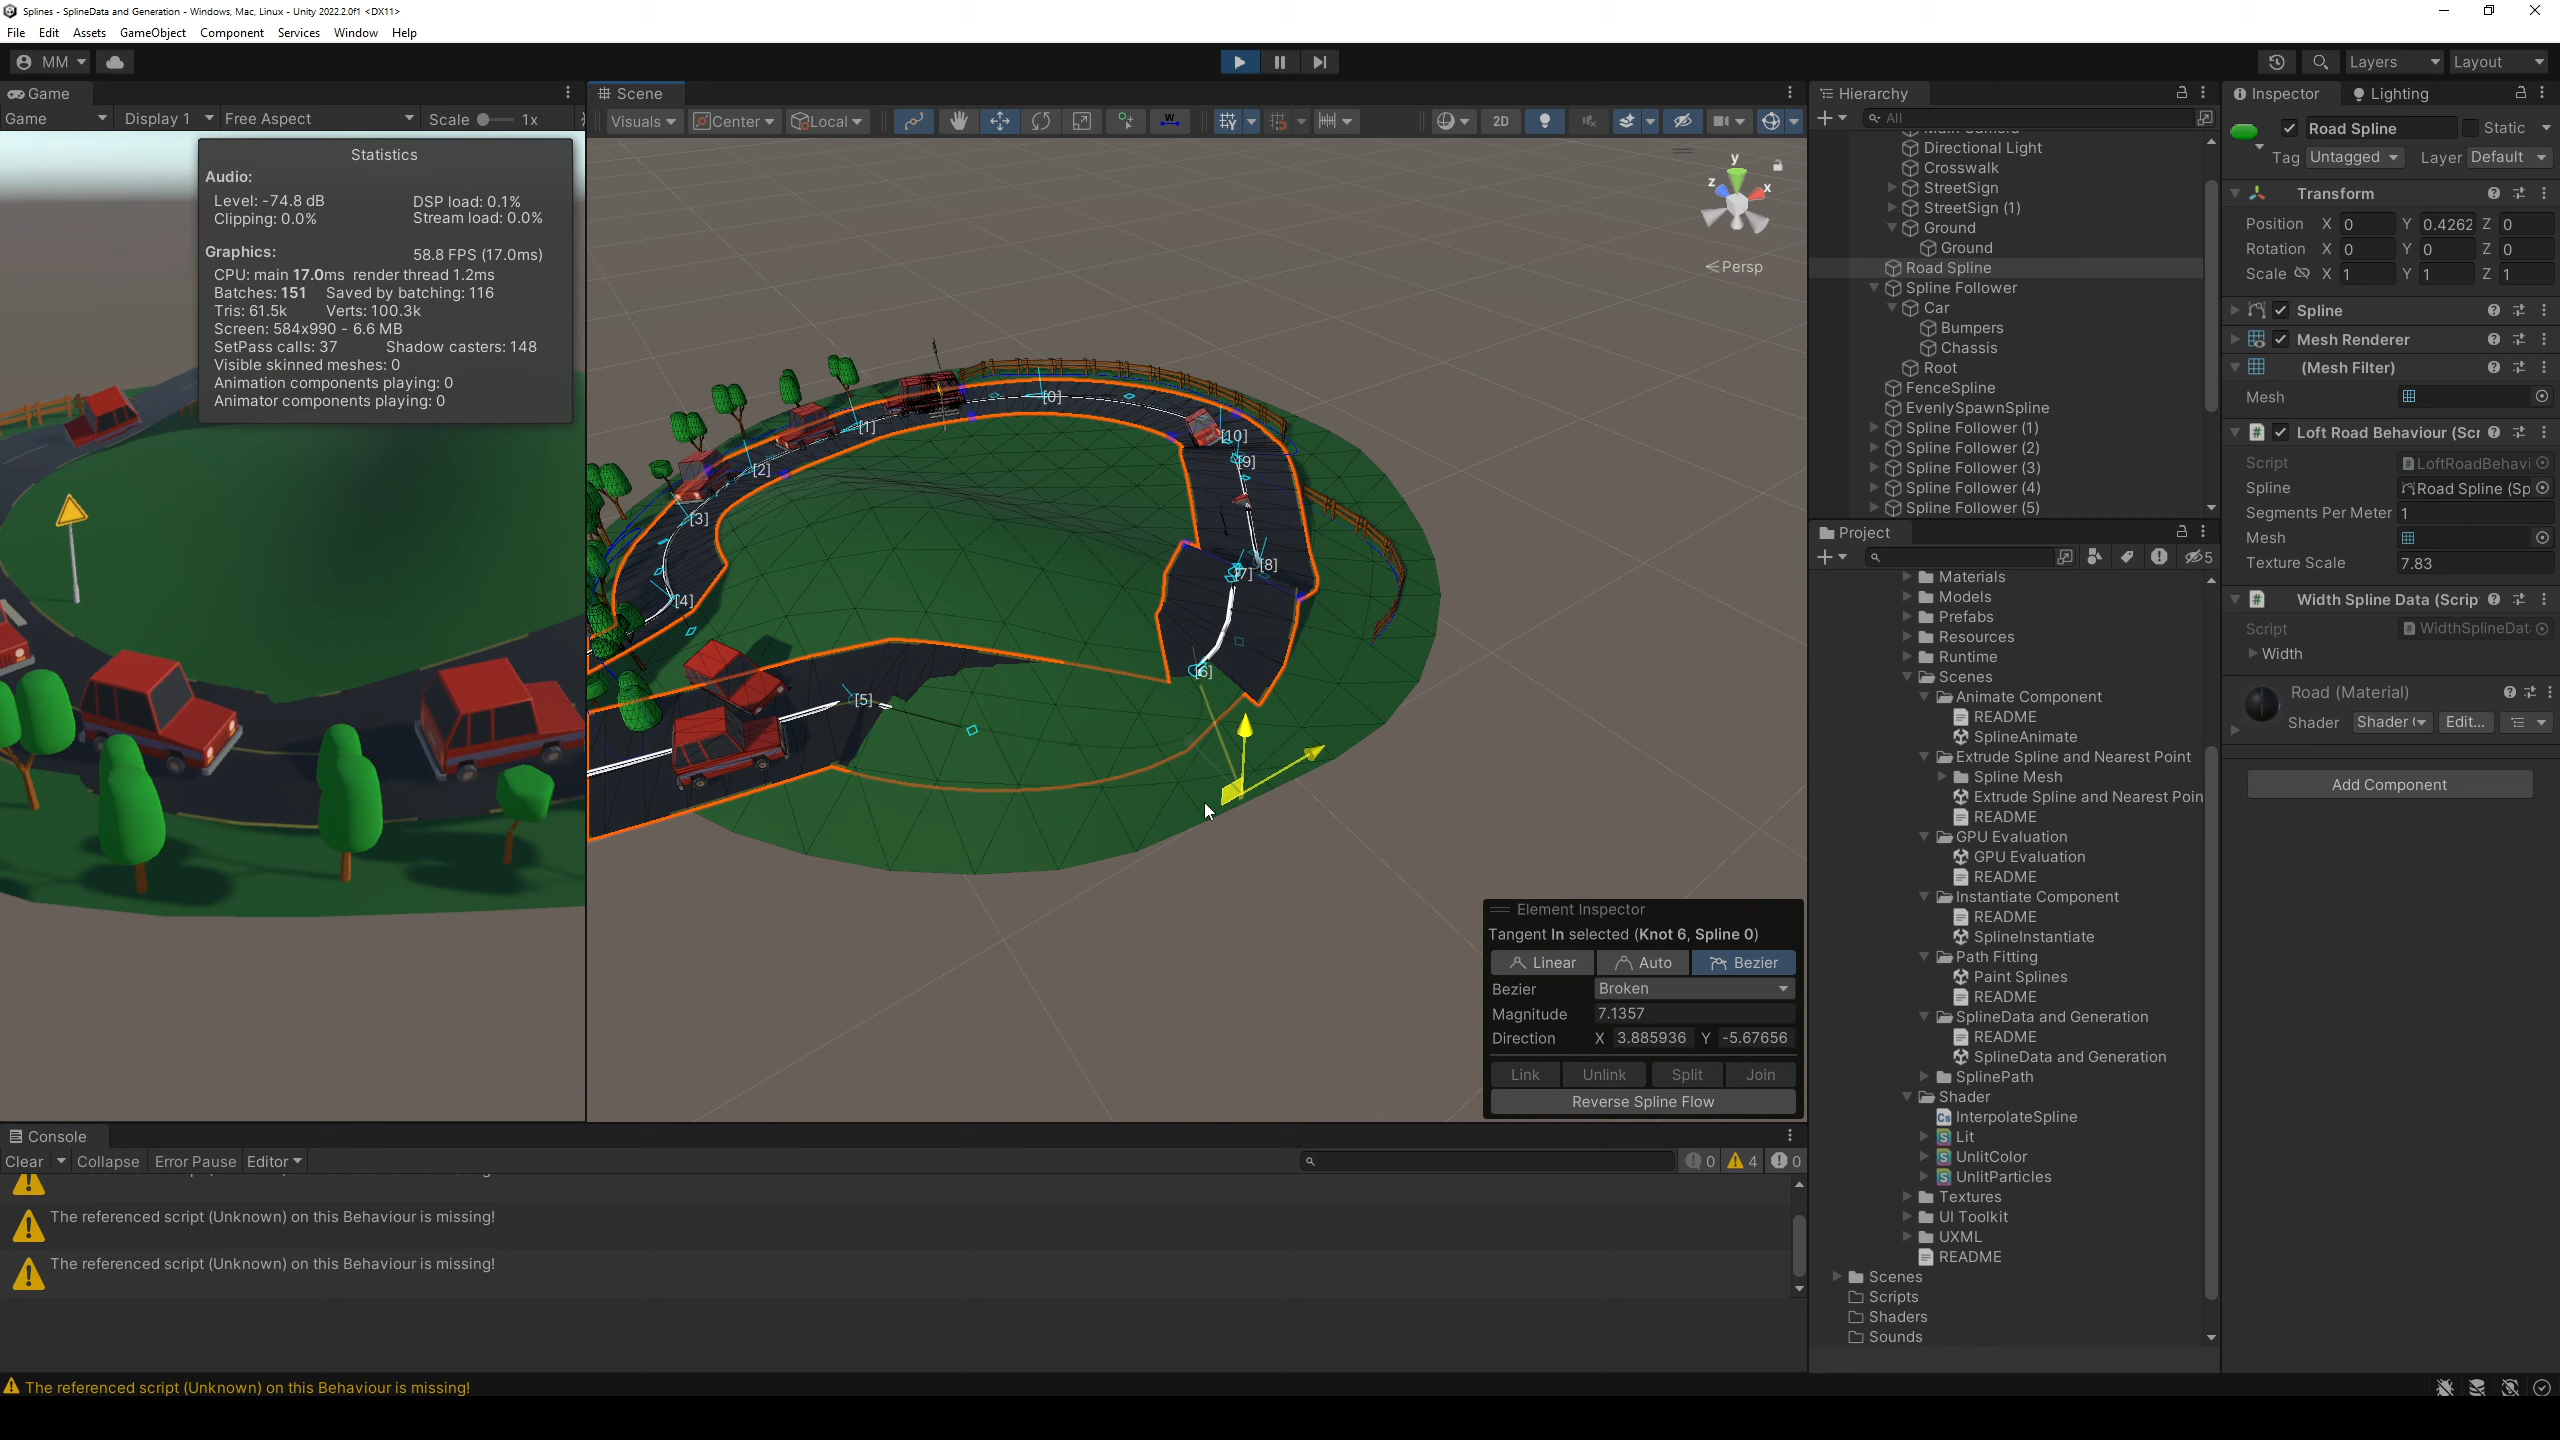 Splines - SplineData and Generation - Windows, Mac, Linux - Unity 2022.2.0f1 <DX11>
File Edit Assets GameObject Component Services Window Help
MM
Layers Layout
Game
Game Display 1 Free Aspect Scale 1x
Statistics
Audio:
Level: -74.8 dB DSP load: 0.1%
Clipping: 0.0% Stream load: 0.0%
Graphics: 58.8 FPS (17.0ms)
CPU: main 17.0ms render thread 1.2ms
Batches: 151 Saved by batching: 116
Tris: 61.5k Verts: 100.3k
Screen: 584x990 - 6.6 MB
SetPass calls: 37 Shadow casters: 148
Visible skinned meshes: 0
Animation components playing: 0
Animator components playing: 0
Scene
Visuals Center Local 2D
y
z x
Persp
[0]
[1]
[10]
[2]
[9]
[3]
[8]
[7]
[4]
[6]
[5]
Element Inspector
Tangent In selected (Knot 6, Spline 0)
Linear Auto Bezier
Bezier Broken
Magnitude 7.1357
Direction X 3.885936 Y -5.67656
Link Unlink Split Join
Reverse Spline Flow
Console
Clear Collapse Error Pause Editor 0 4 0
The referenced script (Unknown) on this Behaviour is missing!
The referenced script (Unknown) on this Behaviour is missing!
The referenced script (Unknown) on this Behaviour is missing!
Hierarchy
All
Main Camera
Directional Light
Crosswalk
StreetSign
StreetSign (1)
Ground
Ground
Road Spline
Spline Follower
Car
Bumpers
Chassis
Root
FenceSpline
EvenlySpawnSpline
Spline Follower (1)
Spline Follower (2)
Spline Follower (3)
Spline Follower (4)
Spline Follower (5)
Project
5
Materials
Models
Prefabs
Resources
Runtime
Scenes
Animate Component
README
SplineAnimate
Extrude Spline and Nearest Point
Spline Mesh
Extrude Spline and Nearest Poin
README
GPU Evaluation
GPU Evaluation
README
Instantiate Component
README
SplineInstantiate
Path Fitting
Paint Splines
README
SplineData and Generation
README
SplineData and Generation
SplinePath
Shader
InterpolateSpline
Lit
UnlitColor
UnlitParticles
Textures
UI Toolkit
UXML
README
Scenes
Scripts
Shaders
Sounds
Inspector Lighting
Road Spline Static
Tag Untagged Layer Default
Transform
Position X 0 Y 0.4262 Z 0
Rotation X 0 Y 0 Z 0
Scale X 1 Y 1 Z 1
Spline
Mesh Renderer
(Mesh Filter)
Mesh
Loft Road Behaviour (Scr
Script LoftRoadBehavi
Spline Road Spline (Sp
Segments Per Meter 1
Mesh
Texture Scale 7.83
Width Spline Data (Scrip
Script WidthSplineDat
Width
Road (Material)
Shader Shader ( Edit...
Add Component